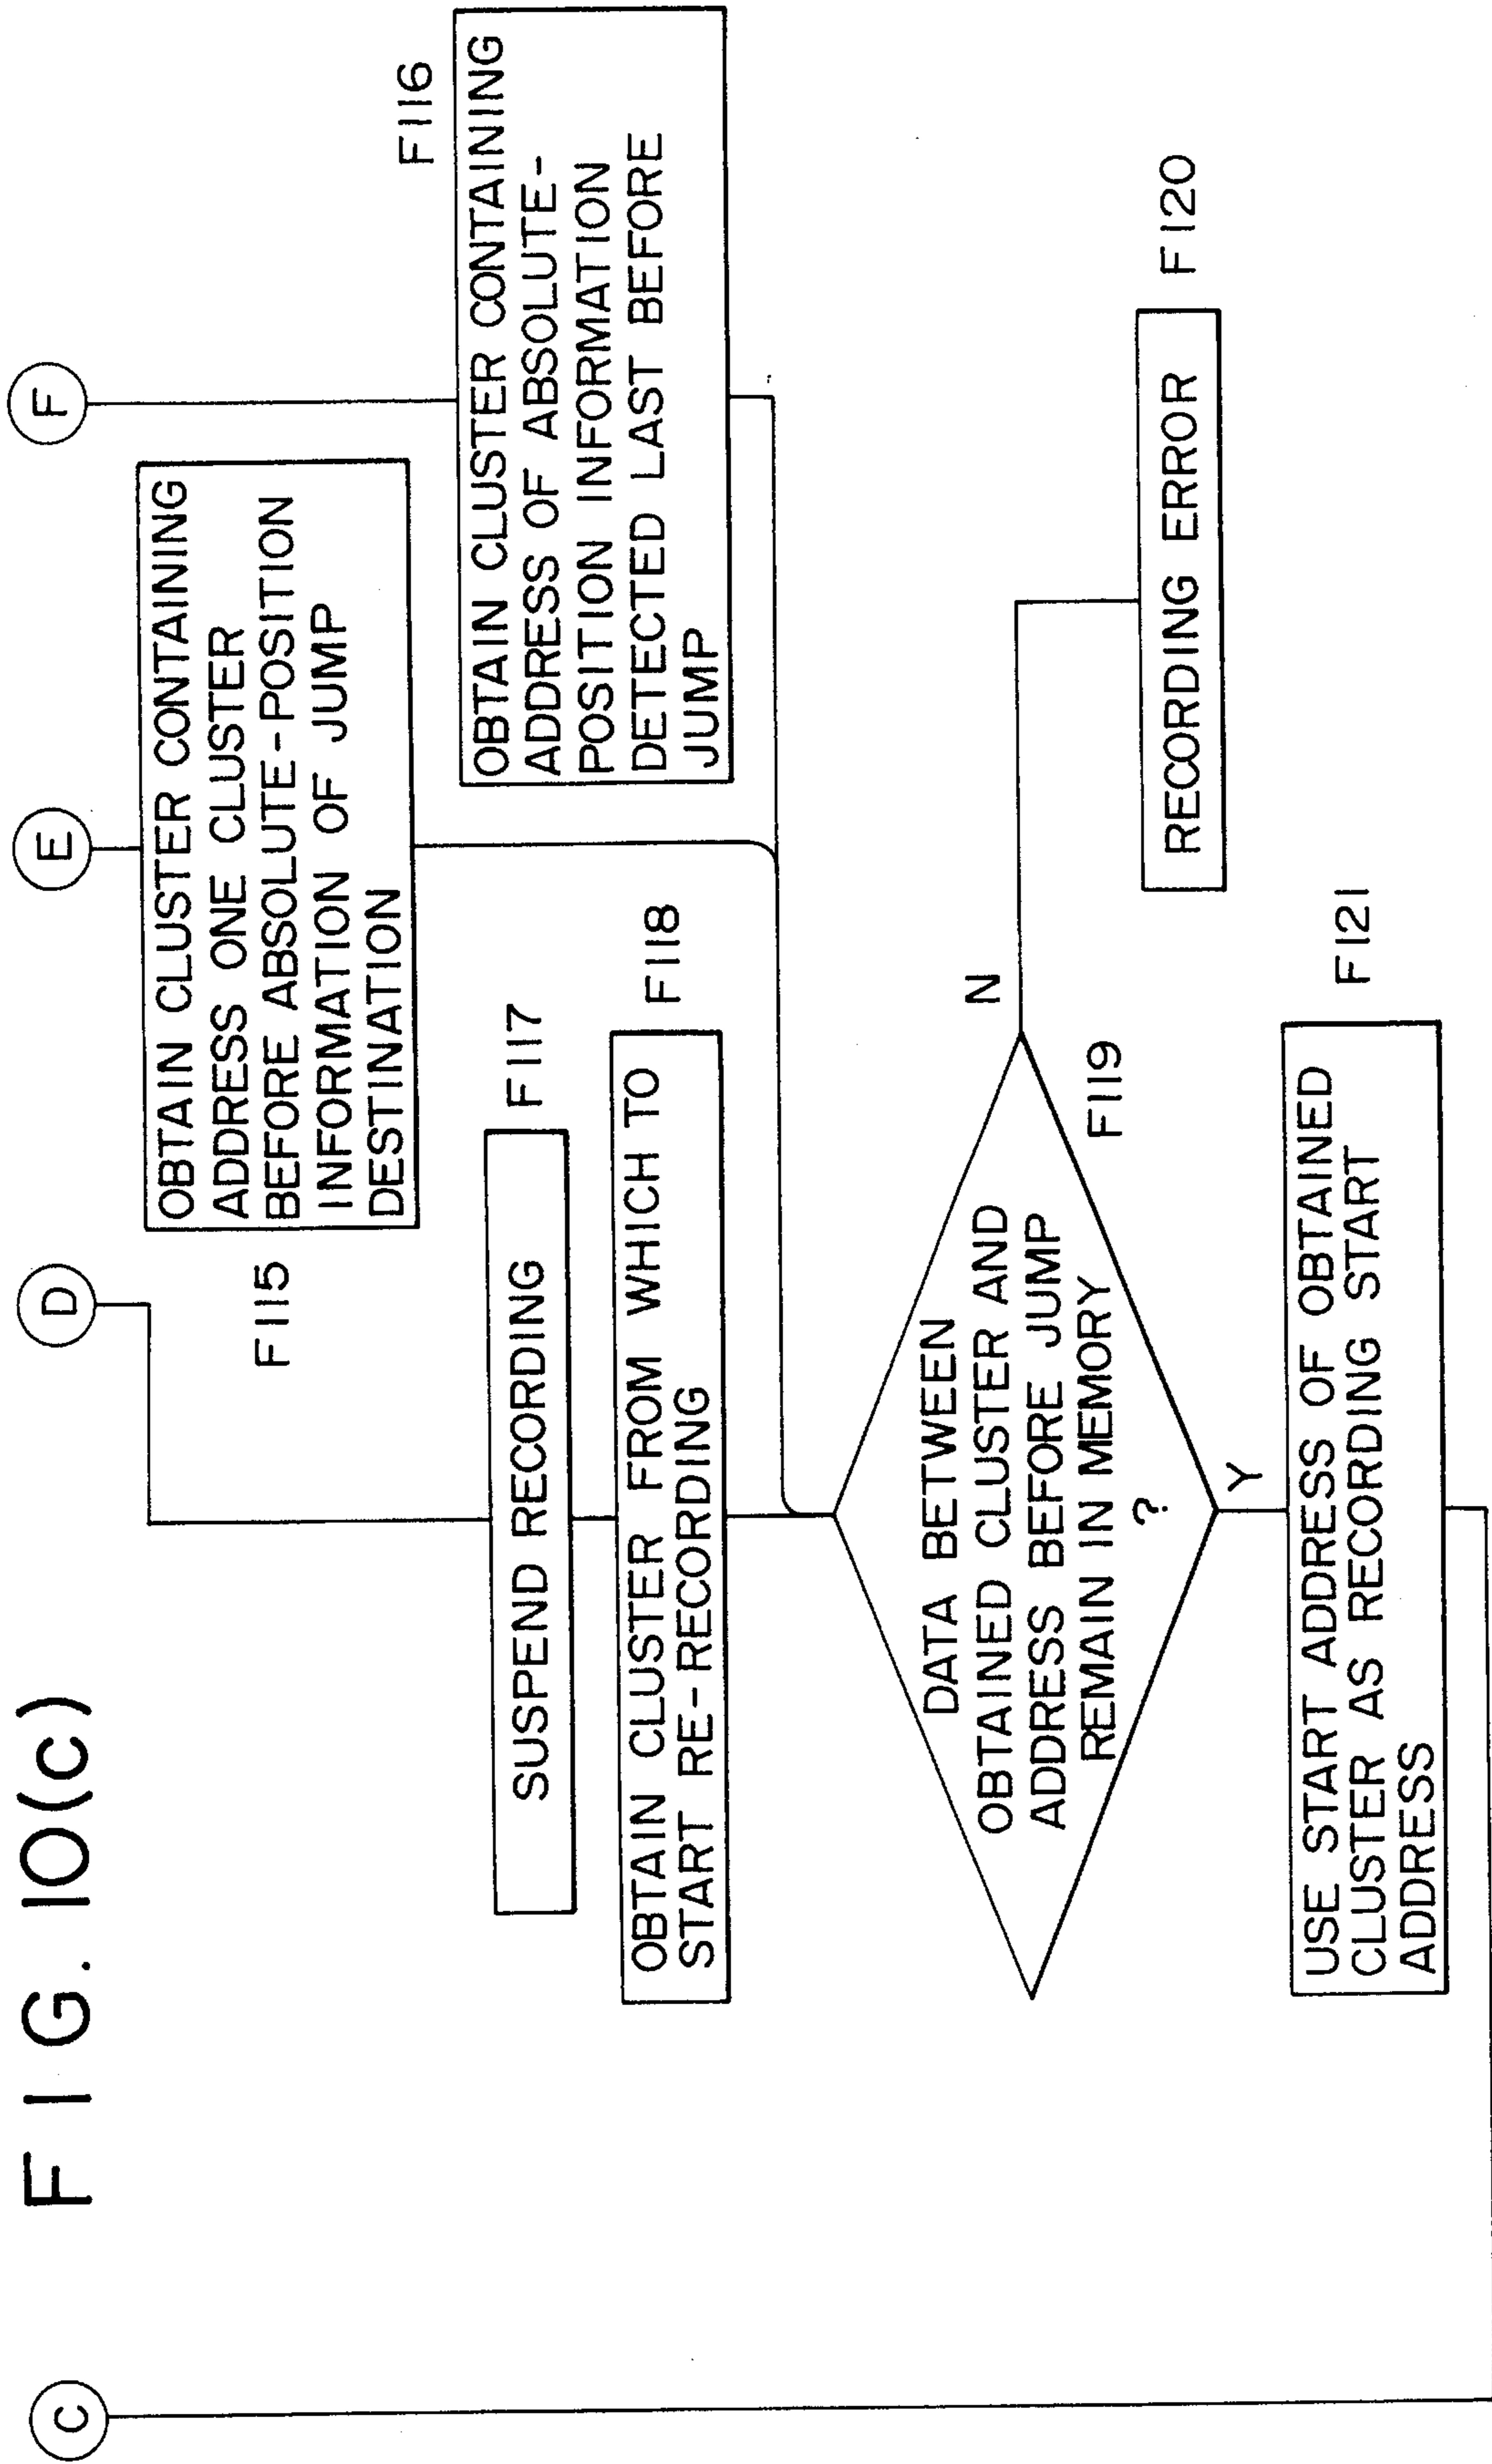 FIG. 10(c)
C
D
E
F
F115
OBTAIN CLUSTER CONTAINING
ADDRESS ONE CLUSTER
BEFORE ABSOLUTE-POSITION
INFORMATION OF JUMP
DESTINATION
F116
OBTAIN CLUSTER CONTAINING
ADDRESS OF ABSOLUTE-
POSITION INFORMATION
DETECTED LAST BEFORE
JUMP
SUSPEND RECORDING
F117
OBTAIN CLUSTER FROM WHICH TO
START RE-RECORDING
F118
DATA BETWEEN
OBTAINED CLUSTER AND
ADDRESS BEFORE JUMP
REMAIN IN MEMORY
?
N
F119
Y
RECORDING ERROR
F120
USE START ADDRESS OF OBTAINED
CLUSTER AS RECORDING START
ADDRESS
F121